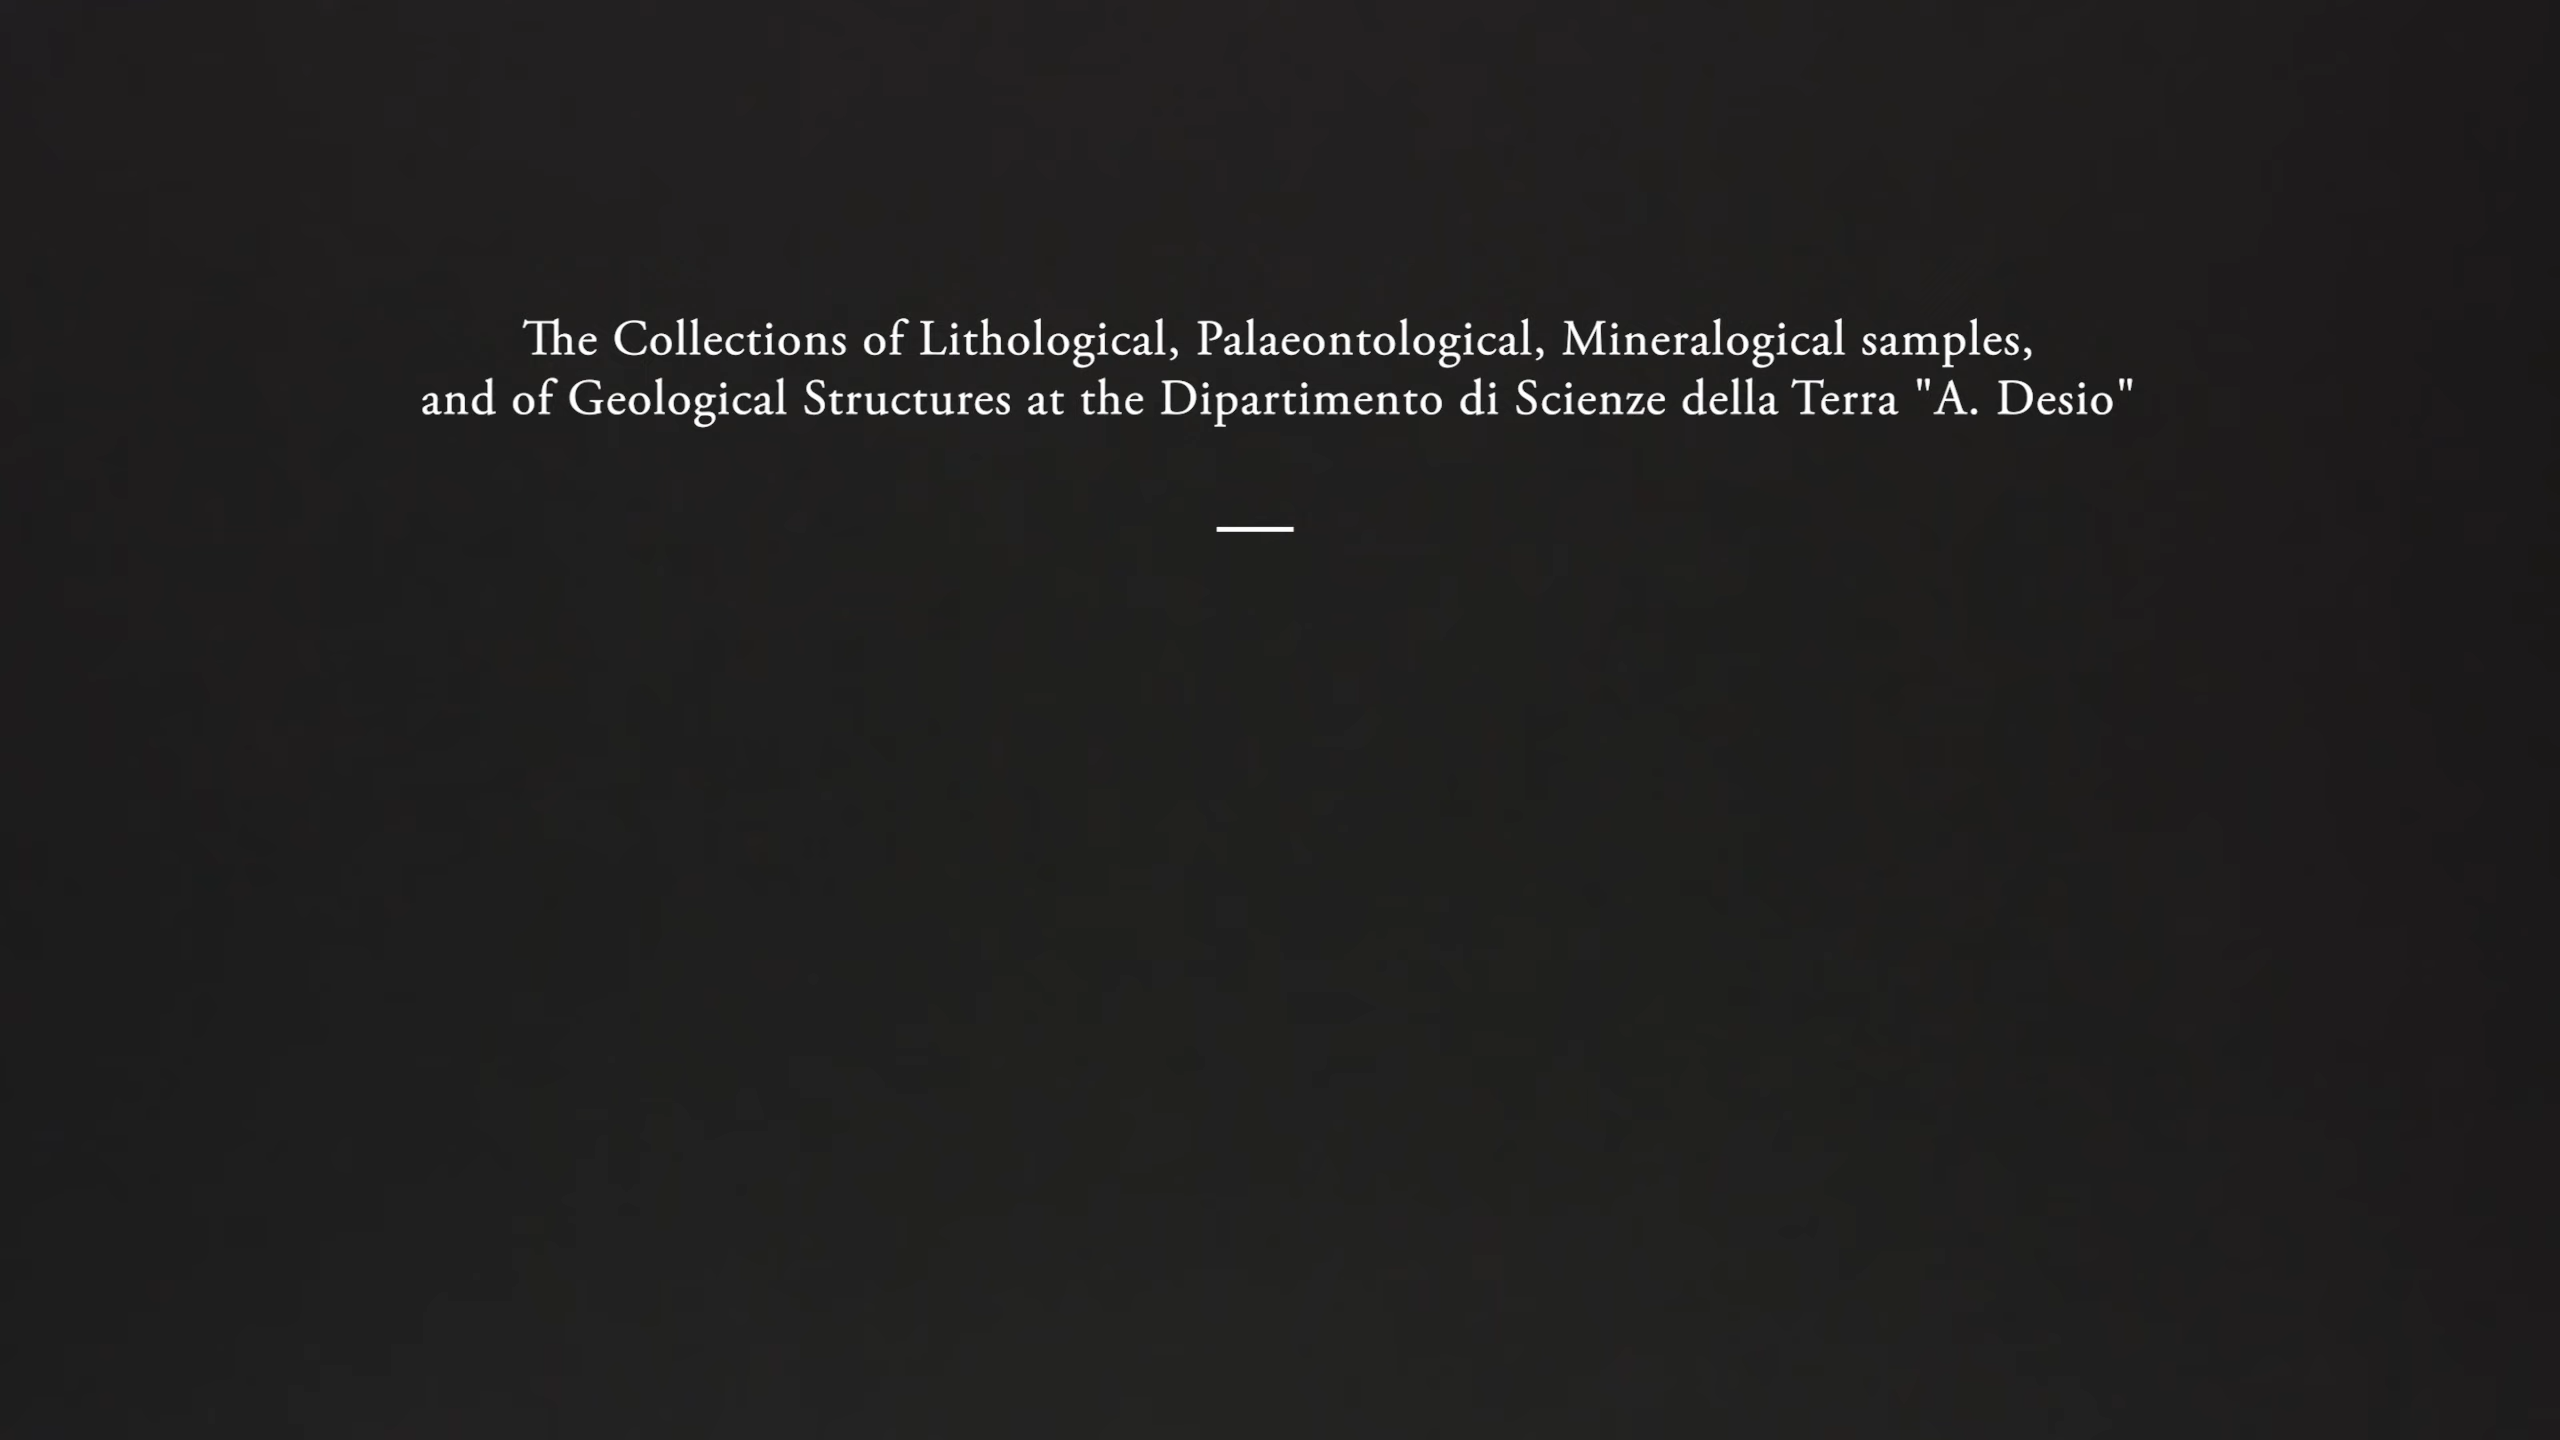 The Collections of Lithological, Palaeontological, Mineralogical samples,
and of Geological Structures at the Dipartimento di Scienze della Terra "A. Desio"